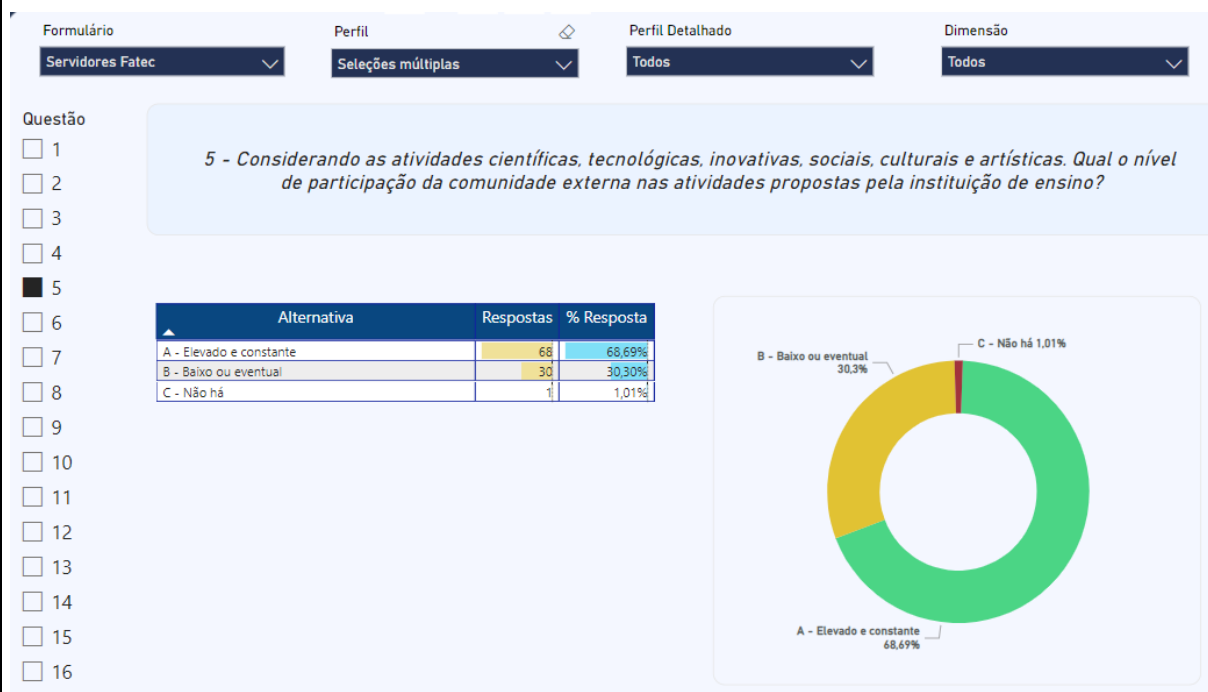 Formulário
Perfil
Perfil Detalhado
Dimensão
Servidores Fatec
Seleções múltiplas
Todos
Todos
Questão
1
2
3
4
5
6
7
8
9
10
11
12
13
14
15
16
5 - Considerando as atividades científicas, tecnológicas, inovativas, sociais, culturais e artísticas. Qual o nível
de participação da comunidade externa nas atividades propostas pela instituição de ensino?
Alternativa Respostas % Resposta
A - Elevado e constante 68 68,69%
B - Baixo ou eventual 30 30,30%
C - Não há 1 1,01%
C - Não há 1,01%
B - Baixo ou eventual
30,3%
A - Elevado e constante
68,69%